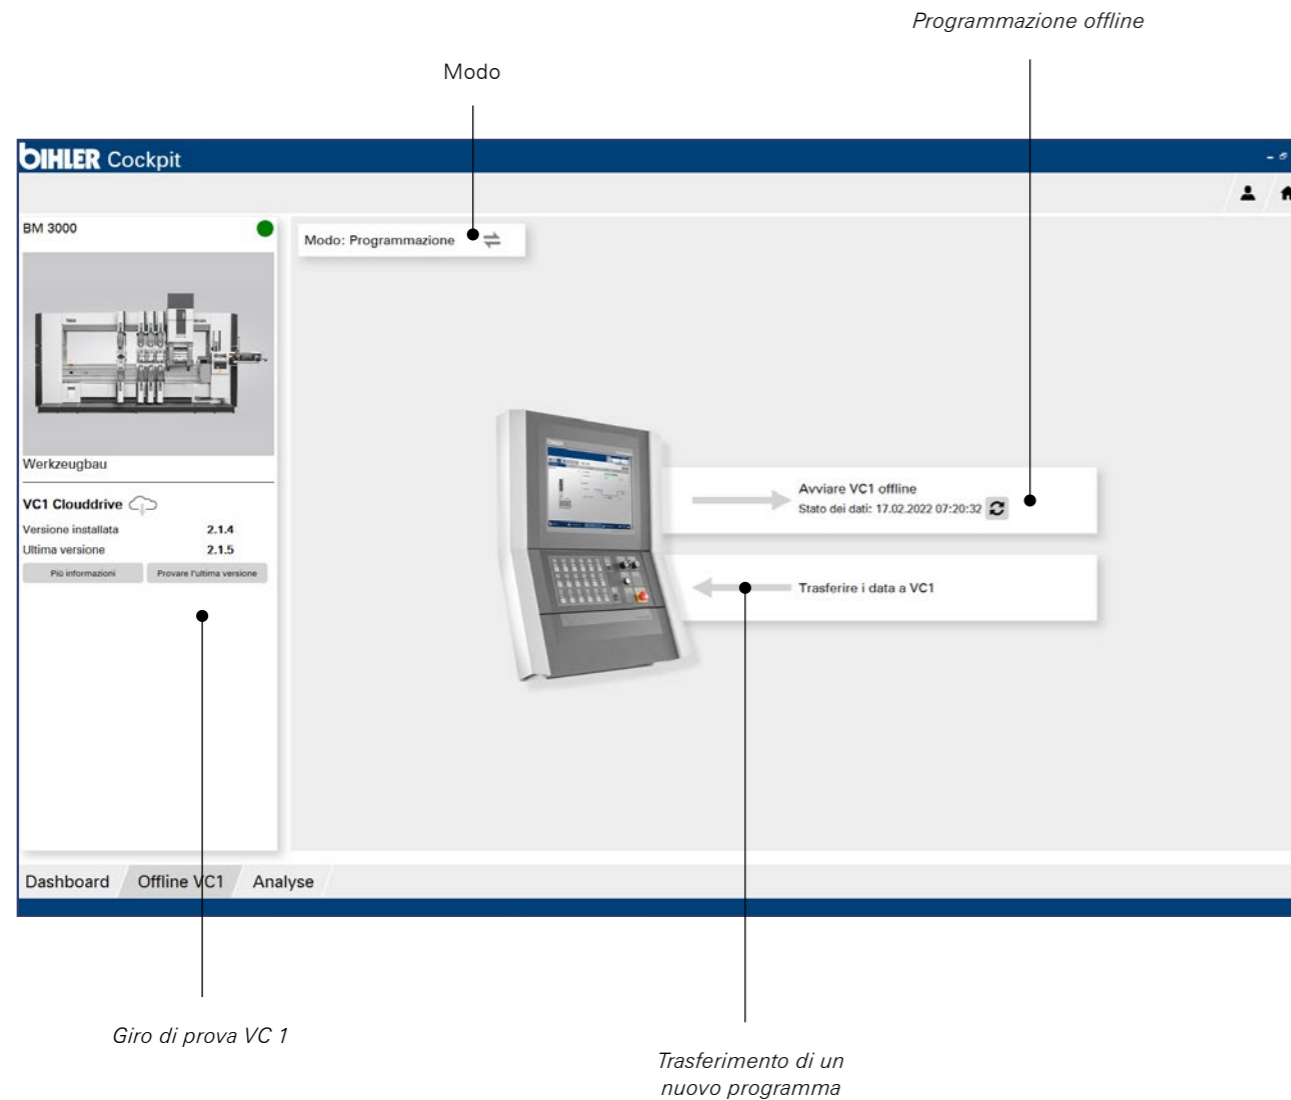 Programmazione offline
Modo
BIHLER Cockpit
BM 3000
Modo: Programmazione
Werkzeugbau
VC1 Clouddrive
Versione installata 2.1.4
Ultima versione 2.1.5
Più informazioni Provare l'ultima versione
Avviare VC1 offline
Stato dei dati: 17.02.2022 07:20:32
Trasferire i data a VC1
Dashboard Offline VC1 Analyse
Giro di prova VC 1
Trasferimento di un
nuovo programma